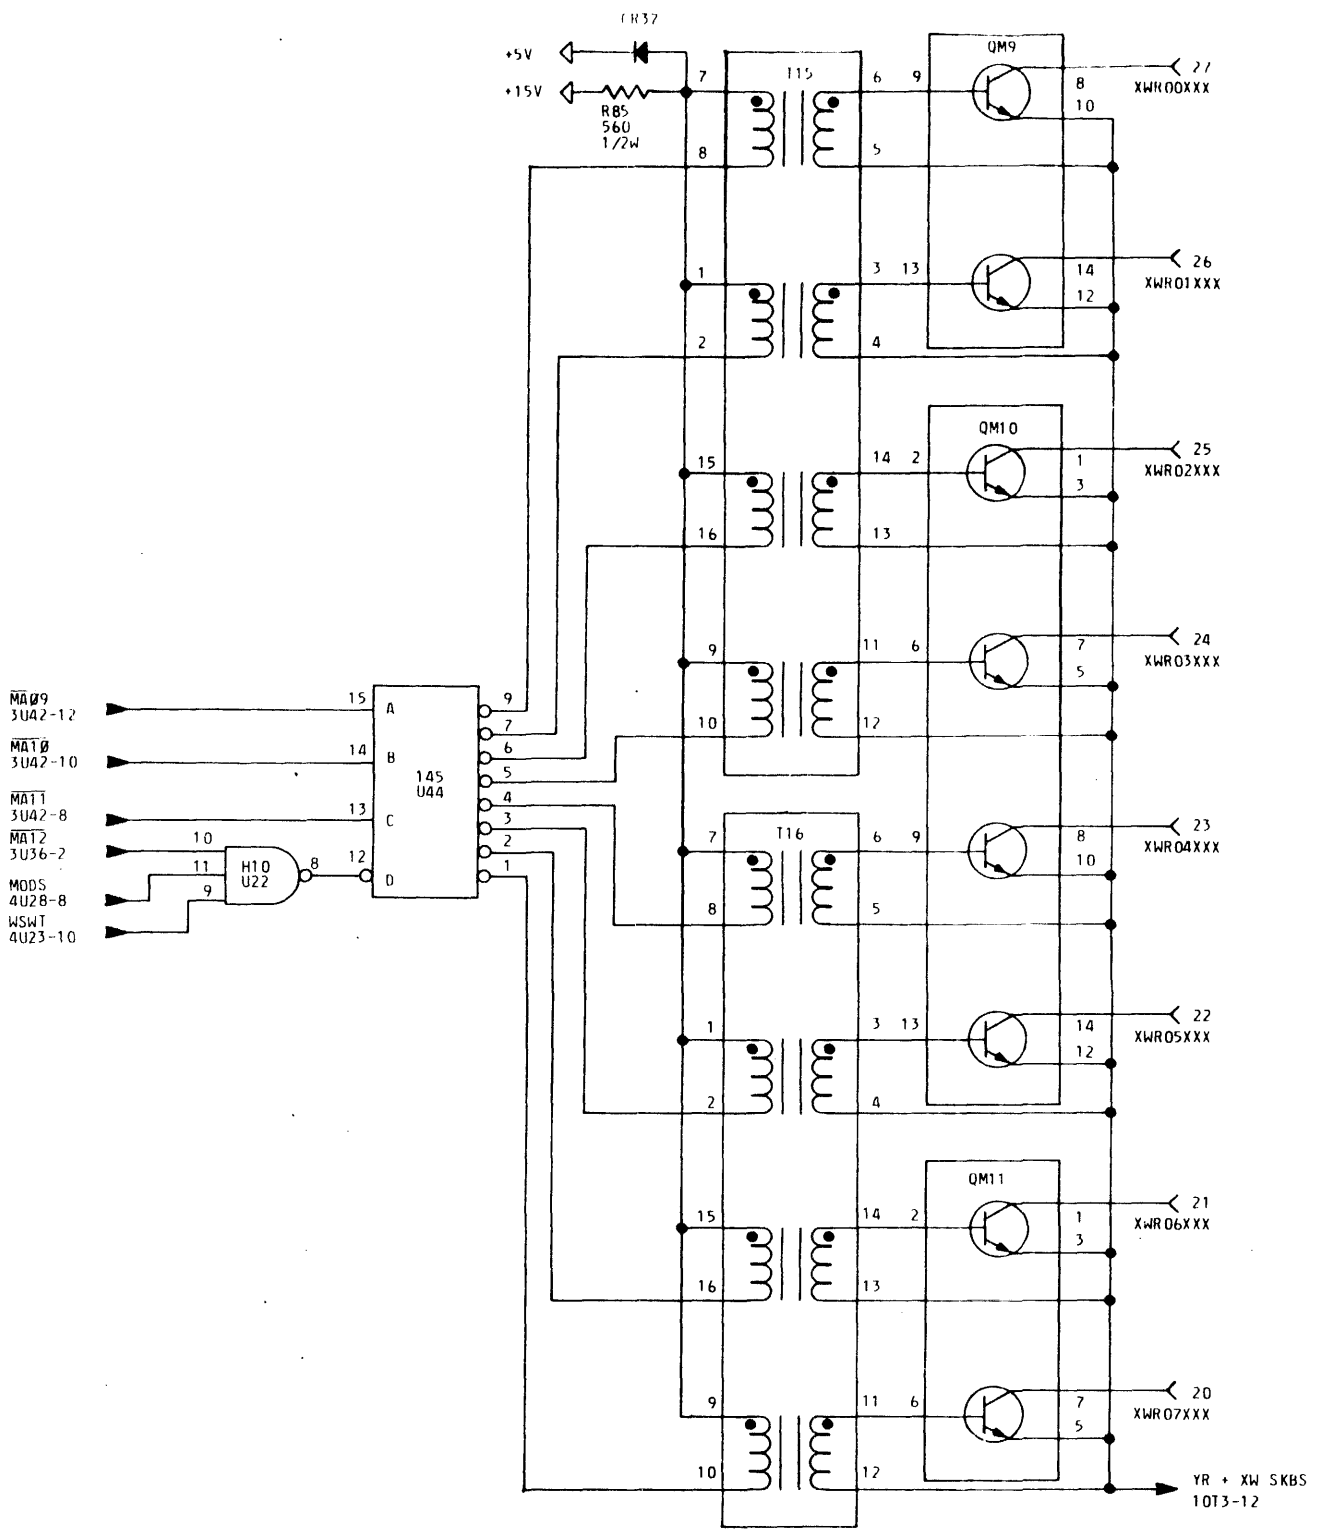 CR37
+5V
+15V
R85
560
1/2W
7
T15
6
9
QM9
8
10
27
XWR00XXX
8
5
1
3
13
14
12
26
XWR01XXX
2
4
15
14
2
QM10
1
3
25
XWR02XXX
16
13
9
11
6
7
5
24
XWR03XXX
10
12
MA09
3U42-12
15
A
9
7
MA10
3U42-10
14
B
6
145
U44
5
4
MA11
3U42-8
13
C
3
2
MA12
3U36-2
10
11
9
H10
U22
8
12
D
1
MODS
4U28-8
WSWT
4U23-10
7
T16
6
9
8
10
23
XWR04XXX
8
5
1
3
13
14
12
22
XWR05XXX
2
4
15
14
2
QM11
1
3
21
XWR06XXX
16
13
9
11
6
7
5
20
XWR07XXX
10
12
YR + XW SKBS
10T3-12